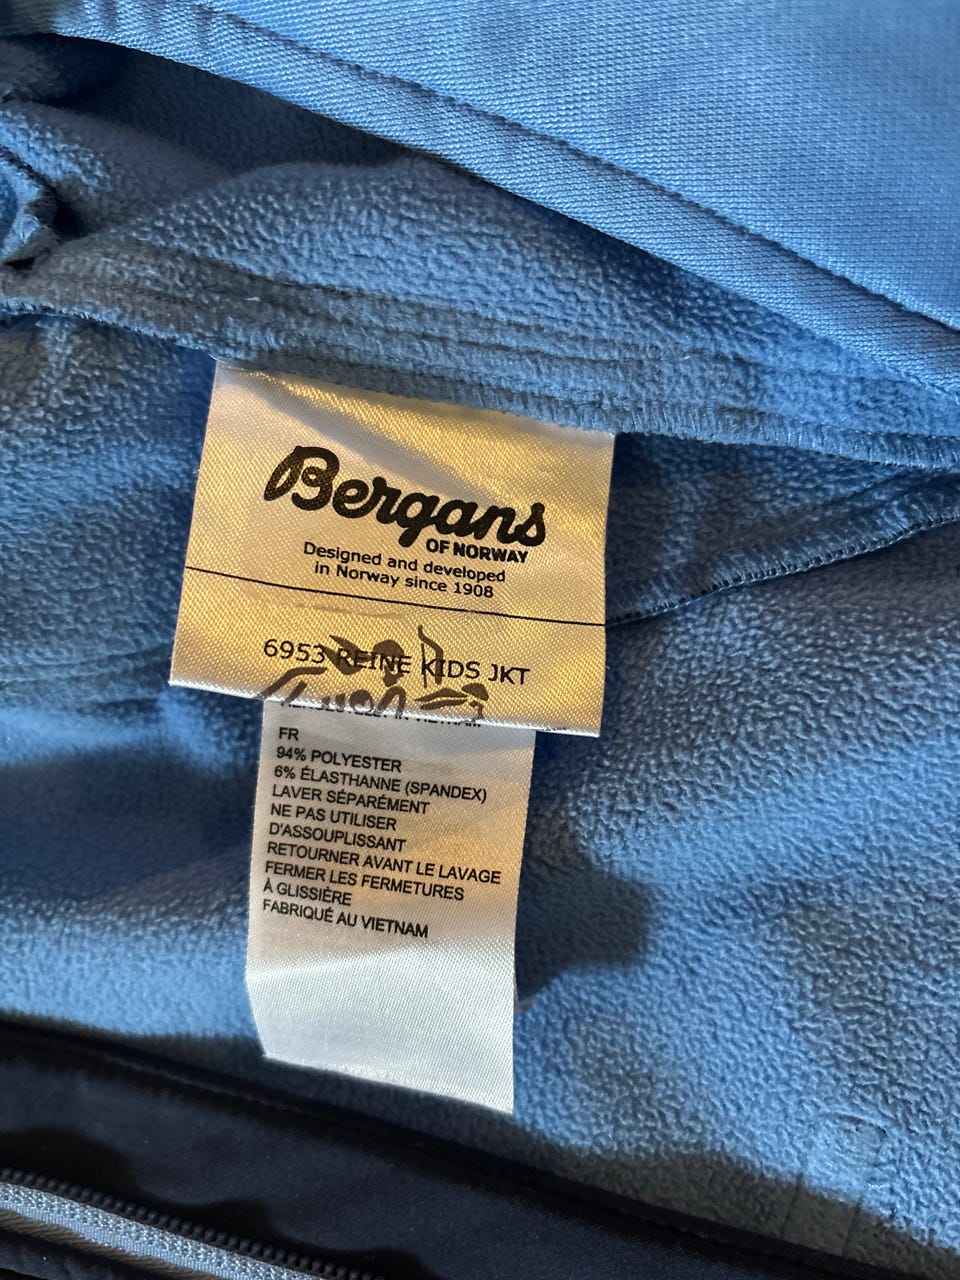 Bergans
OF NORWAY
Designed and developed
in Norway since 1908
6953 REINE KIDS JKT
FR
94% POLYESTER
6% ÉLASTHANNE (SPANDEX)
LAVER SÉPARÉMENT
NE PAS UTILISER
D'ASSOUPLISSANT
RETOURNER AVANT LE LAVAGE
FERMER LES FERMETURES
À GLISSIÈRE
FABRIQUÉ AU VIETNAM